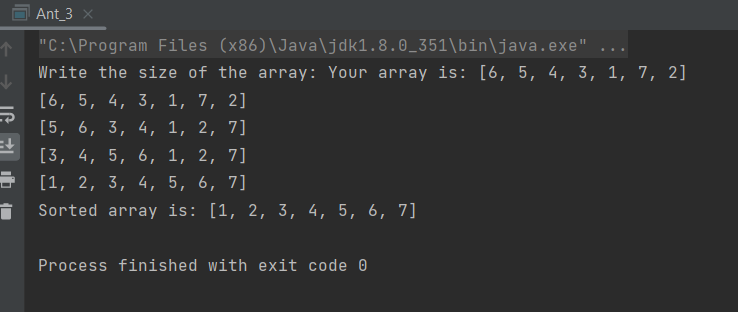 Ant_3
"C:\Program Files (x86)\Java\jdk1.8.0_351\bin\java.exe" ...
Write the size of the array: Your array is: [6, 5, 4, 3, 1, 7, 2]
[6, 5, 4, 3, 1, 7, 2]
[5, 6, 3, 4, 1, 2, 7]
[3, 4, 5, 6, 1, 2, 7]
[1, 2, 3, 4, 5, 6, 7]
Sorted array is: [1, 2, 3, 4, 5, 6, 7]
Process finished with exit code 0